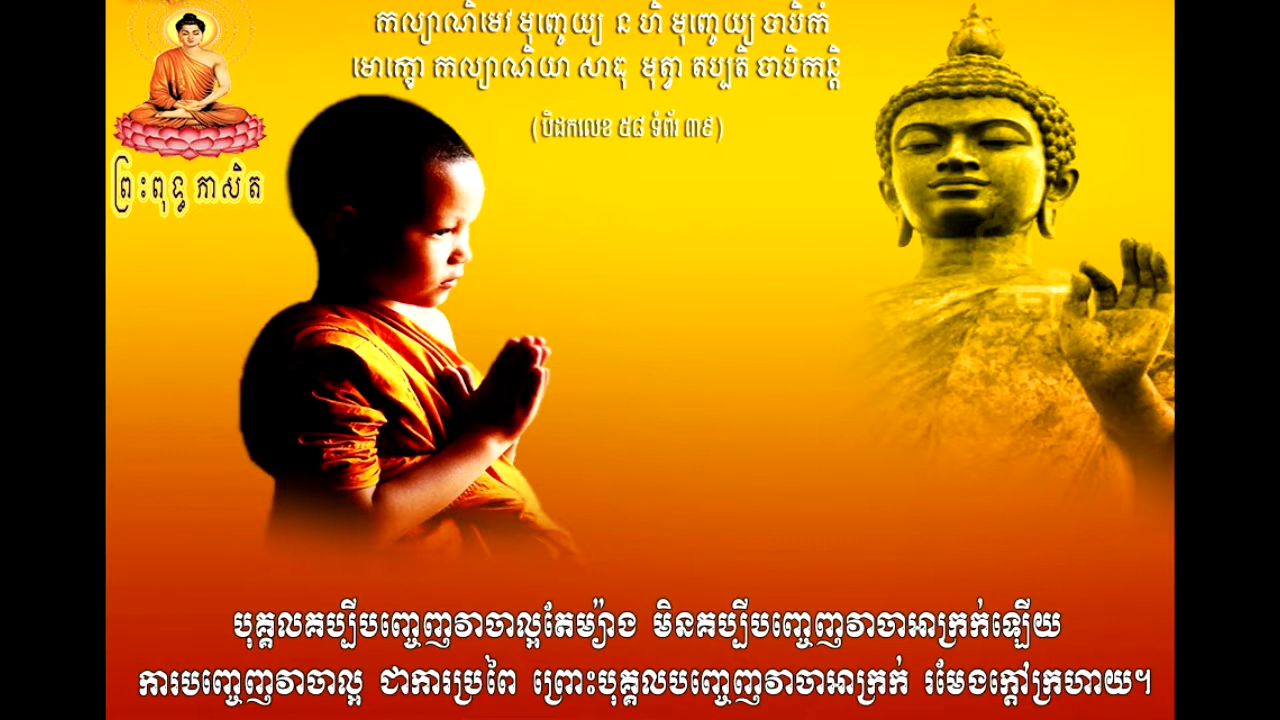 កល្យាណិមេវ មុញ្ចេយ្យ ន ហិ មុញ្ចេយ្យ បាបិកំ
មោក្ខោ កល្យាណិយា សាធុ មុត្វា តប្បតិ បាបិកន្តិ
(បិដកលេខ ៥៨ ទំព័រ ៣៩)
ព្រះពុទ្ធ ភាសិត
បុគ្គលគប្បីបញ្ចេញវាចាល្អតែម្យ៉ាង មិនគប្បីបញ្ចេញវាចាអាក្រក់ឡើយ
ការបញ្ចេញវាចាល្អ ជាការប្រពៃ ព្រោះបុគ្គលបញ្ចេញវាចាអាក្រក់ រមែងក្តៅក្រហាយ។